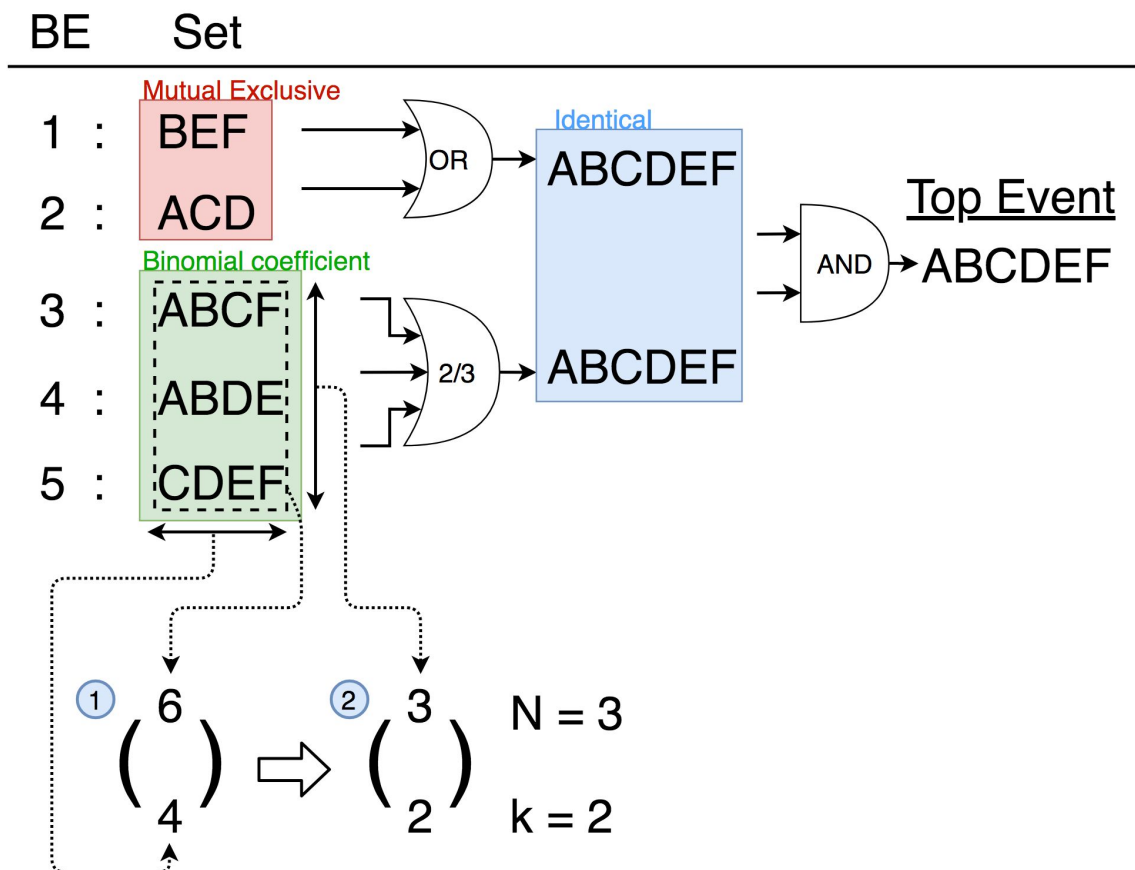 BE Set
Mutual Exclusive
1 : BEF
2 : ACD
OR
Identical
ABCDEF
Binomial coefficient
3 : ABCF
4 : ABDE
5 : CDEF
2/3
ABCDEF
AND
Top Event
ABCDEF
1
( 6 4 )
2
( 3 2 )
N = 3
k = 2